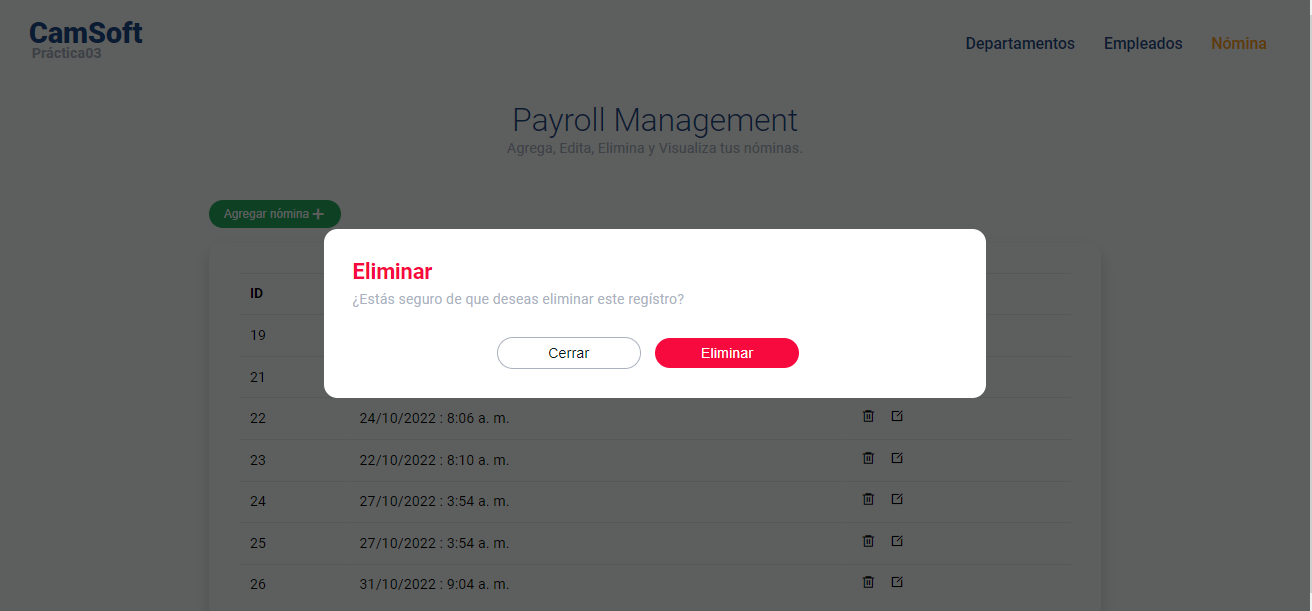 CamSoft
Práctica03
Departamentos Empleados Nómina
Payroll Management
Agrega, Edita, Elimina y Visualiza tus nóminas.
Agregar nómina +
Eliminar
¿Estás seguro de que deseas eliminar este regístro?
Cerrar Eliminar
ID
19
21
22 24/10/2022 : 8:06 a. m.
23 22/10/2022 : 8:10 a. m.
24 27/10/2022 : 3:54 a. m.
25 27/10/2022 : 3:54 a. m.
26 31/10/2022 : 9:04 a. m.